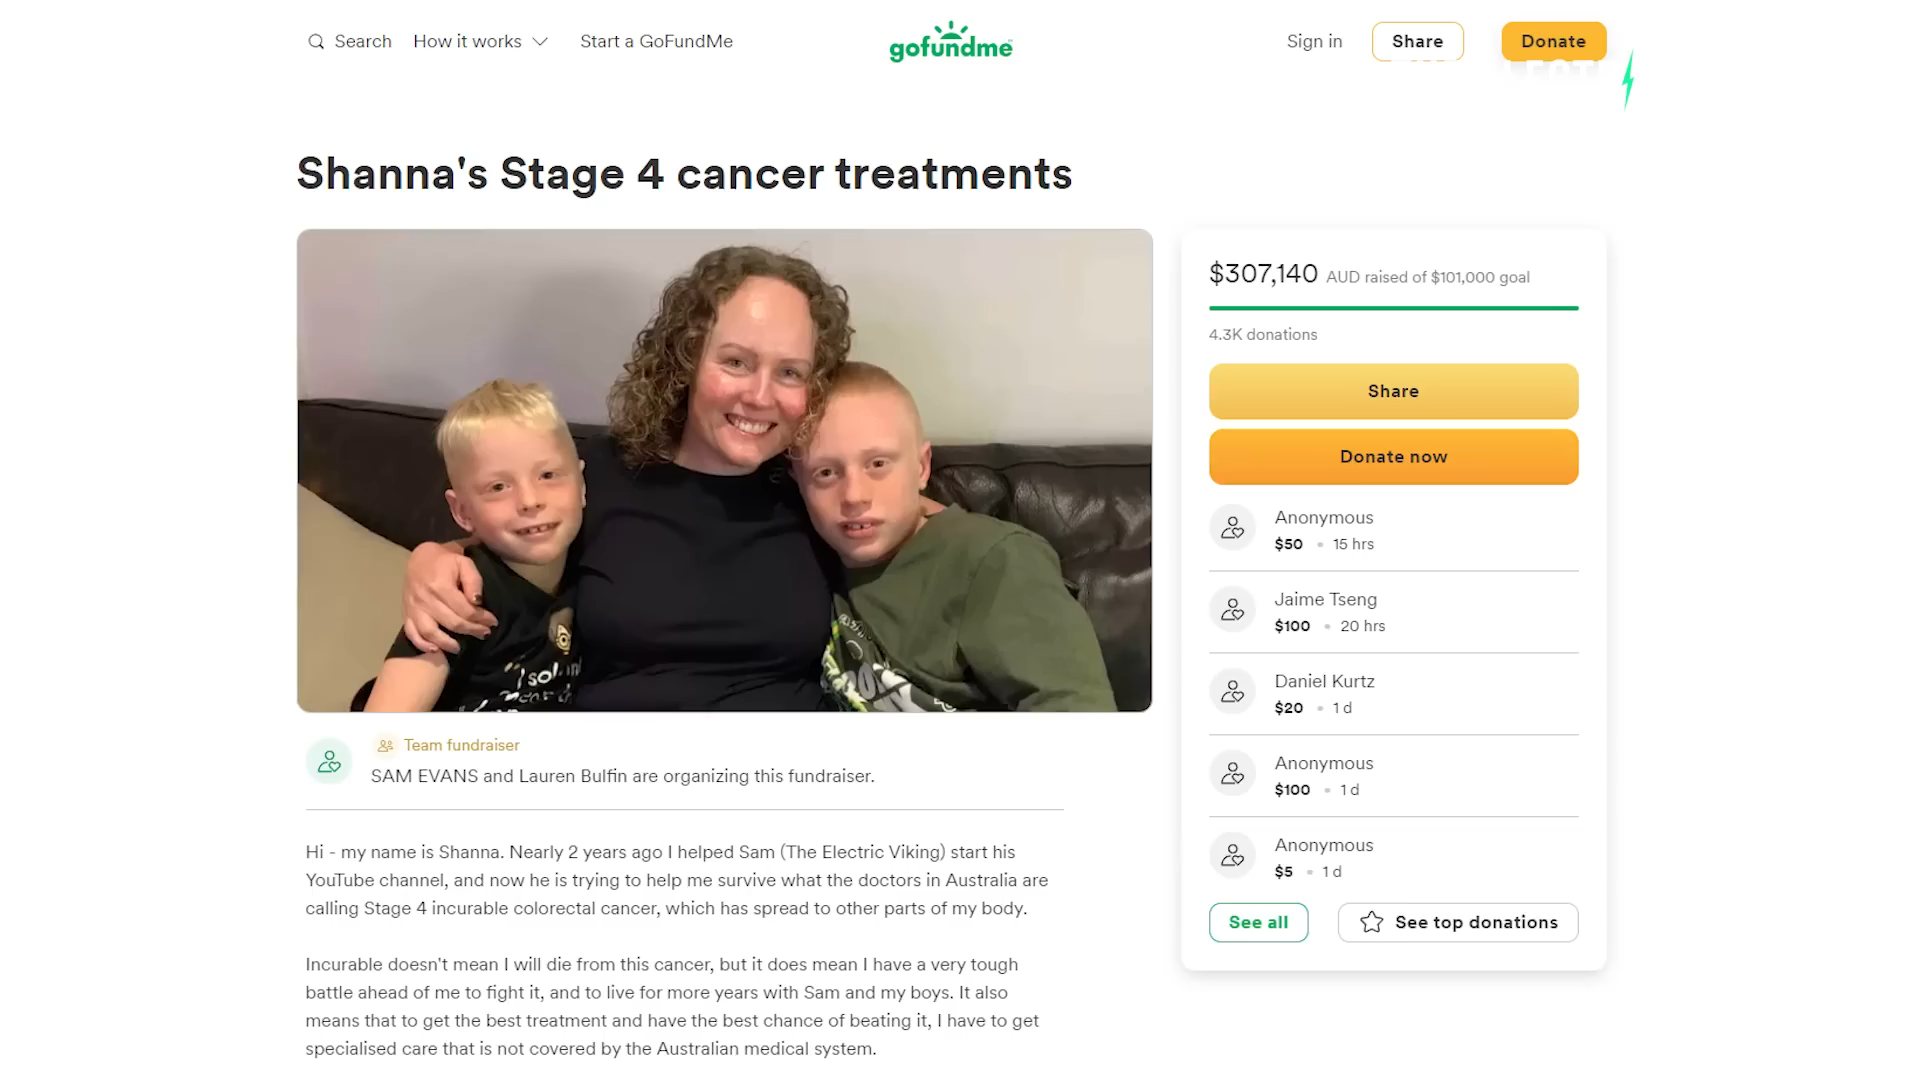 Search
How it works
Start a GoFundMe
gofundme
Sign in
Share
Donate
Shanna's Stage 4 cancer treatments
$307,140 AUD raised of $101,000 goal
4.3K donations
Share
Donate now
Anonymous
$50 • 15 hrs
Jaime Tseng
$100 • 20 hrs
Daniel Kurtz
$20 • 1 d
Anonymous
$100 • 1 d
Anonymous
$5 • 1 d
See all
See top donations
Team fundraiser
SAM EVANS and Lauren Bulfin are organizing this fundraiser.
Hi - my name is Shanna. Nearly 2 years ago I helped Sam (The Electric Viking) start his
YouTube channel, and now he is trying to help me survive what the doctors in Australia are
calling Stage 4 incurable colorectal cancer, which has spread to other parts of my body.
Incurable doesn't mean I will die from this cancer, but it does mean I have a very tough
battle ahead of me to fight it, and to live for more years with Sam and my boys. It also
means that to get the best treatment and have the best chance of beating it, I have to get
specialised care that is not covered by the Australian medical system.